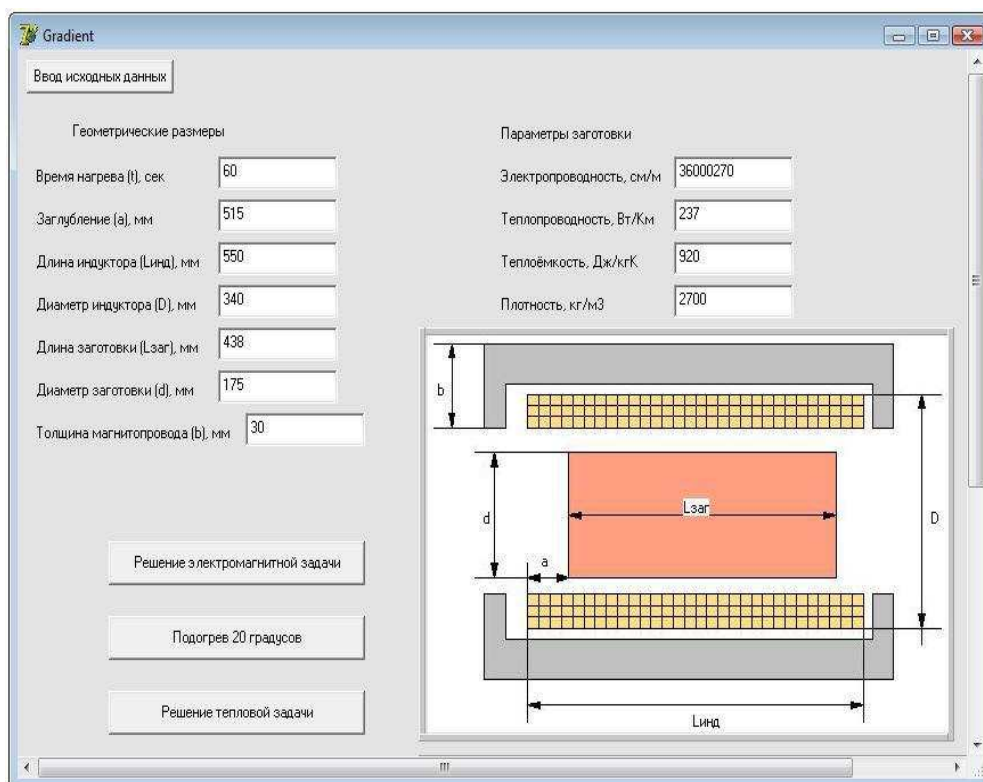 Gradient
Ввод исходных данных
Геометрические размеры
Время нагрева (t), сек
60
Заглубление (a), мм
515
Длина индуктора (Lинд), мм
550
Диаметр индуктора (D), мм
340
Длина заготовки (Lзаг), мм
438
Диаметр заготовки (d), мм
175
Толщина магнитопровода (b), мм
30
Параметры заготовки
Электропроводность, см/м
36000270
Теплопроводность, Вт/Км
237
Теплоёмкость, Дж/кгК
920
Плотность, кг/м3
2700
Решение электромагнитной задачи
Подогрев 20 градусов
Решение тепловой задачи
b
d
Lзаг
D
a
Lинд